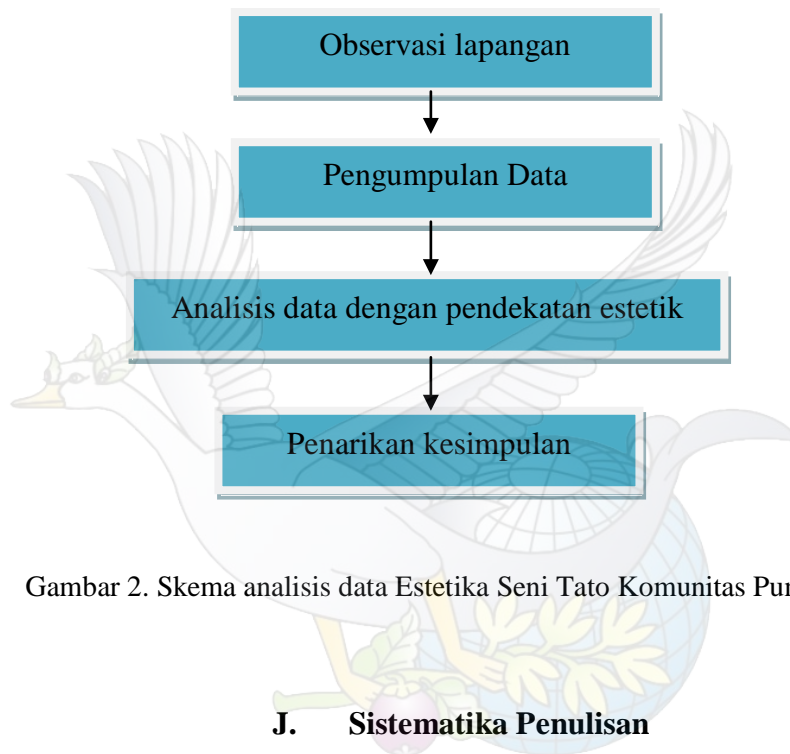 Observasi lapangan
Pengumpulan Data
Analisis data dengan pendekatan estetik
Penarikan kesimpulan
Gambar 2. Skema analisis data Estetika Seni Tato Komunitas
J. Sistematika Penulisan